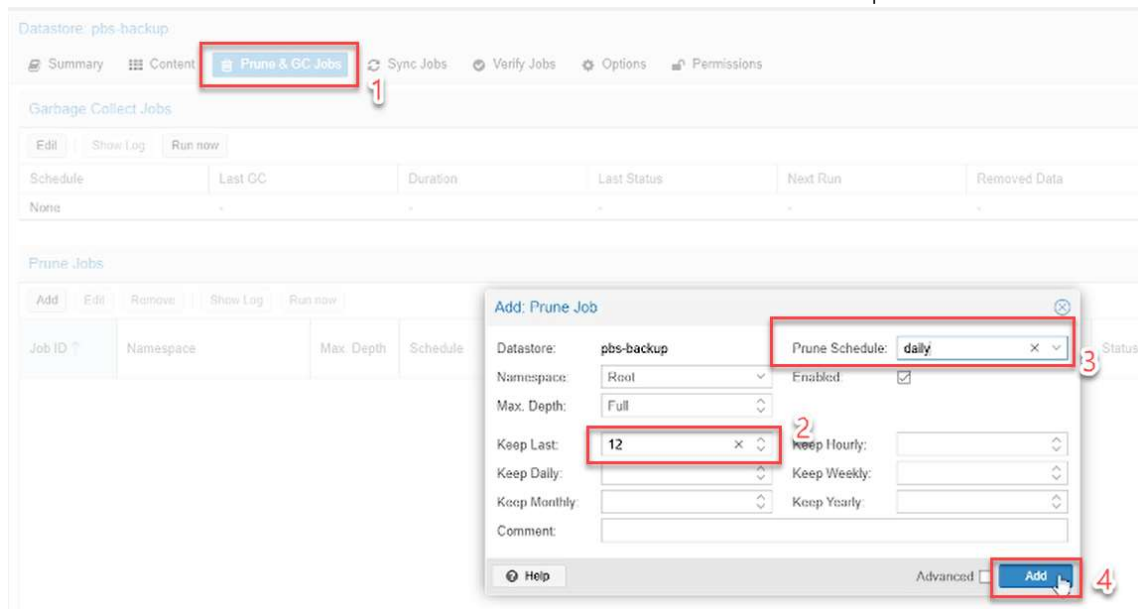 Datastore: pbs-backup
Summary Content Prune & GC Jobs Sync Jobs Verify Jobs Options Permissions
1
Garbage Collect Jobs
Edit Show Log Run now
Schedule Last GC Duration Last Status Next Run Removed Data
None - - - - -
Prune Jobs
Add Edit Remove Show Log Run now
Job ID Namespace Max. Depth Schedule Status
Add: Prune Job
Datastore: pbs-backup Prune Schedule: daily
3
Namespace: Root Enabled:
Max. Depth: Full
2
Keep Last: 12 Keep Hourly:
Keep Daily: Keep Weekly:
Keep Monthly: Keep Yearly:
Comment:
Help Advanced Add
4